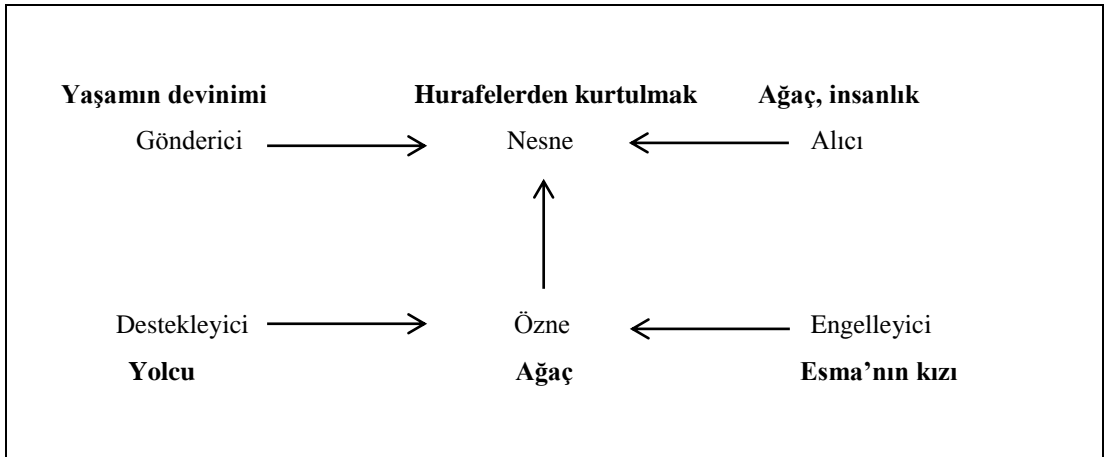 Yaşamın devinimi Hurafelerden kurtulmak Ağaç, insanlık
Gönderici Nesne Alıcı
Destekleyici Özne Engelleyici
Yolcu Ağaç Esma’nın kızı